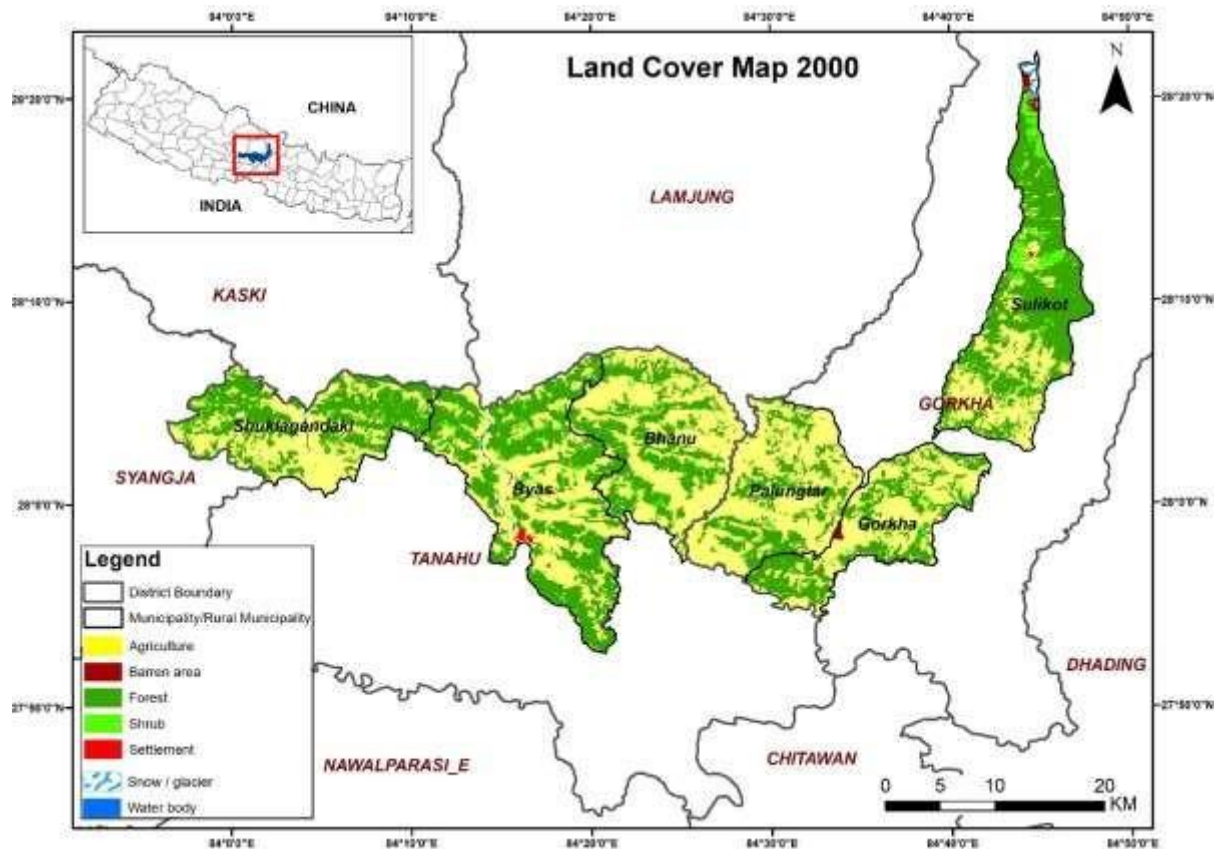 84°0'0"E 84°10'0"E 84°20'0"E 84°30'0"E 84°40'0"E 84°50'0"E
Land Cover Map 2000
N
CHINA
INDIA
28°20'0"N 28°20'0"N
LAMJUNG
KASKI
28°10'0"N 28°10'0"N
Sulikot
GORKHA
Shuklagandaki
Bhanu
SYANGJA
Byas
Palungtar
28°0'0"N 28°0'0"N
Gorkha
TANAHU
Legend
District Boundary
Municipality/Rural Municipality
Agriculture
Barren area
Forest
Shrub
Settlement
Snow / glacier
Water body
DHADING
27°50'0"N 27°50'0"N
NAWALPARASI_E
CHITAWAN
0 5 10 20
KM
84°0'0"E 84°10'0"E 84°20'0"E 84°30'0"E 84°40'0"E 84°50'0"E